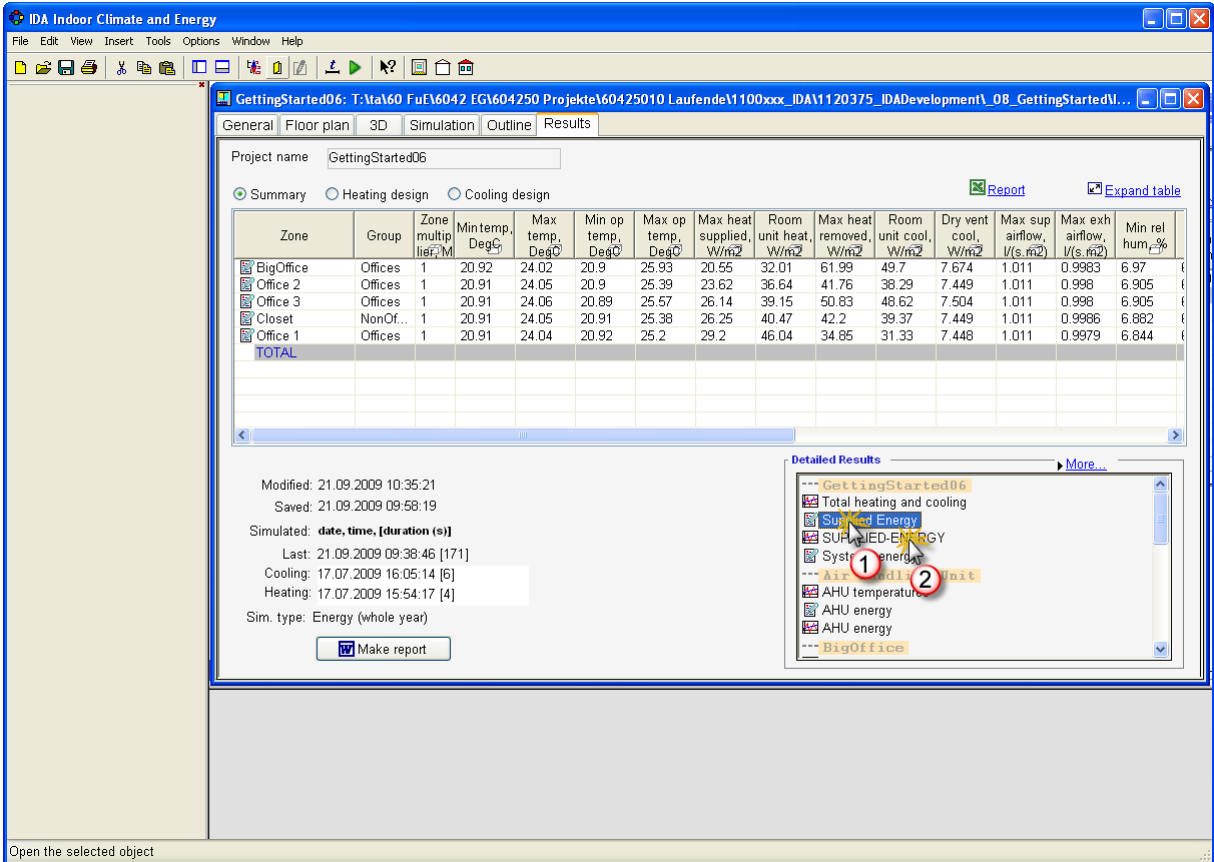 IDA Indoor Climate and Energy
File Edit View Insert Tools Options Window Help
GettingStarted06: T:\ta\60 FuE\6042 EG\604250 Projekte\60425010 Laufende\1100xxx_IDA\1120375_IDADevelopment\_08_GettingStarted\I...
General Floor plan 3D Simulation Outline Results
Project name GettingStarted06
Summary Heating design Cooling design Report Expand table
Zone Group Zone multip lier, M Min temp, DegC Max temp, DegC Min op temp, DegC Max op temp, DegC Max heat supplied, W/m2 Room unit heat, W/m2 Max heat removed, W/m2 Room unit cool, W/m2 Dry vent cool, W/m2 Max sup airflow, l/(s.m2) Max exh airflow, l/(s.m2) Min rel hum, %
BigOffice Offices 1 20.92 24.02 20.9 25.93 20.55 32.01 61.99 49.7 7.674 1.011 0.9983 6.97
Office 2 Offices 1 20.91 24.05 20.9 25.39 23.62 36.64 41.76 38.29 7.449 1.011 0.998 6.905
Office 3 Offices 1 20.91 24.06 20.89 25.57 26.14 39.15 50.83 48.62 7.504 1.011 0.998 6.905
Closet NonOf... 1 20.91 24.05 20.91 25.38 26.25 40.47 42.2 39.37 7.449 1.011 0.9986 6.882
Office 1 Offices 1 20.91 24.04 20.92 25.2 29.2 46.04 34.85 31.33 7.448 1.011 0.9979 6.844
TOTAL
Detailed Results More...
Modified: 21.09.2009 10:35:21
Saved: 21.09.2009 09:58:19
Simulated: date, time, [duration (s)]
Last: 21.09.2009 09:38:46 [171]
Cooling: 17.07.2009 16:05:14 [6]
Heating: 17.07.2009 15:54:17 [4]
Sim. type: Energy (whole year)
Make report
--- GettingStarted06
Total heating and cooling
Supplied Energy
SUPPLIED-ENERGY
1
Systems energy
2
--- Air Handling Unit
AHU temperatures
AHU energy
AHU energy
--- BigOffice
Open the selected object